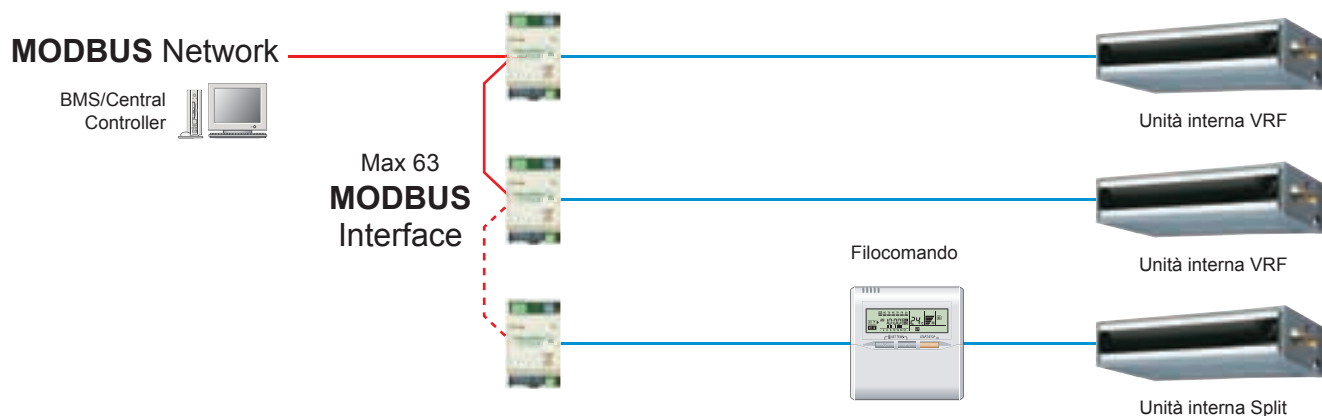 MODBUS Network
BMS/Central
Controller
Unità interna VRF
Max 63
MODBUS
Interface
Filocomando
Unità interna VRF
Unità interna Split